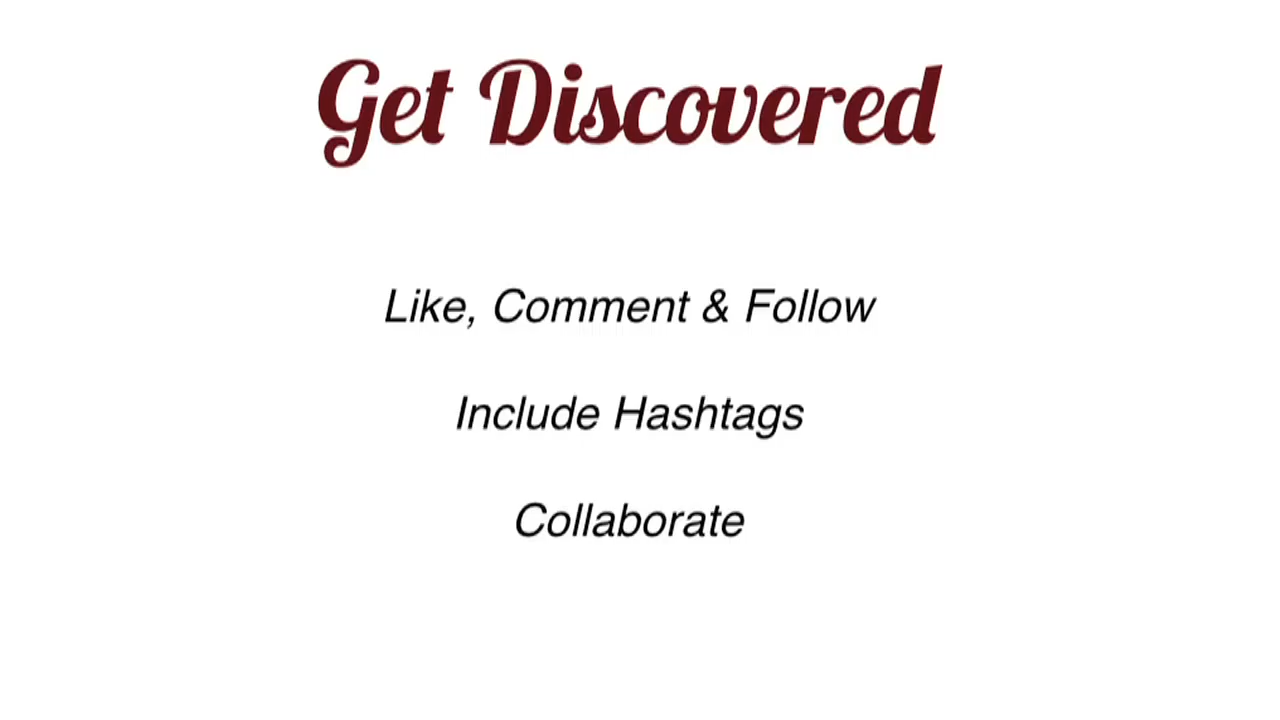 Get Discovered
Like, Comment & Follow
Include Hashtags
Collaborate